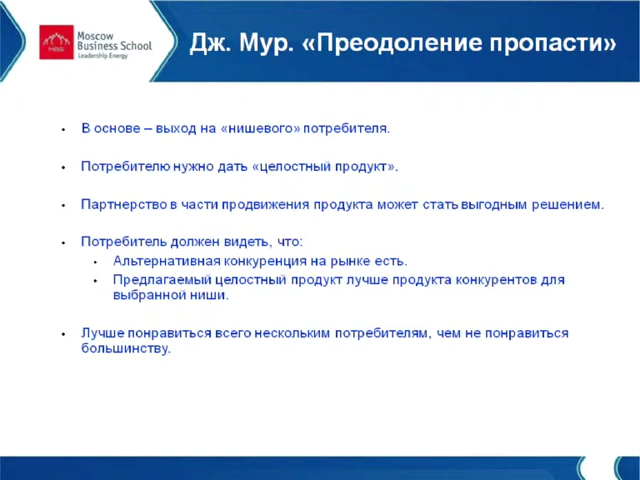 MBS
Moscow
Business School
Leadership Energy
Дж. Мур. «Преодоление пропасти»
• В основе – выход на «нишевого» потребителя.
• Потребителю нужно дать «целостный продукт».
• Партнерство в части продвижения продукта может стать выгодным решением.
• Потребитель должен видеть, что:
• Альтернативная конкуренция на рынке есть.
• Предлагаемый целостный продукт лучше продукта конкурентов для
выбранной ниши.
• Лучше понравиться всего нескольким потребителям, чем не понравиться
большинству.